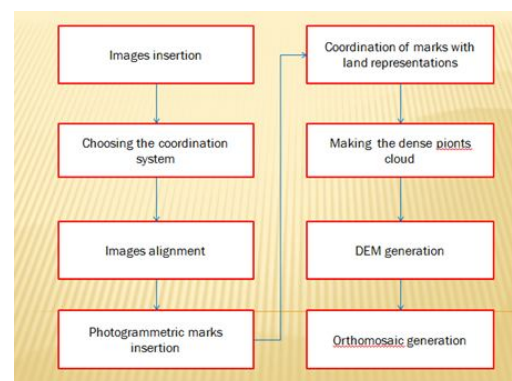 Images insertion
Choosing the coordination
system
Images alignment
Photogrammetric marks
insertion
Coordination of marks with
land representations
Making the dense pionts
cloud
DEM generation
Orthomosaic generation